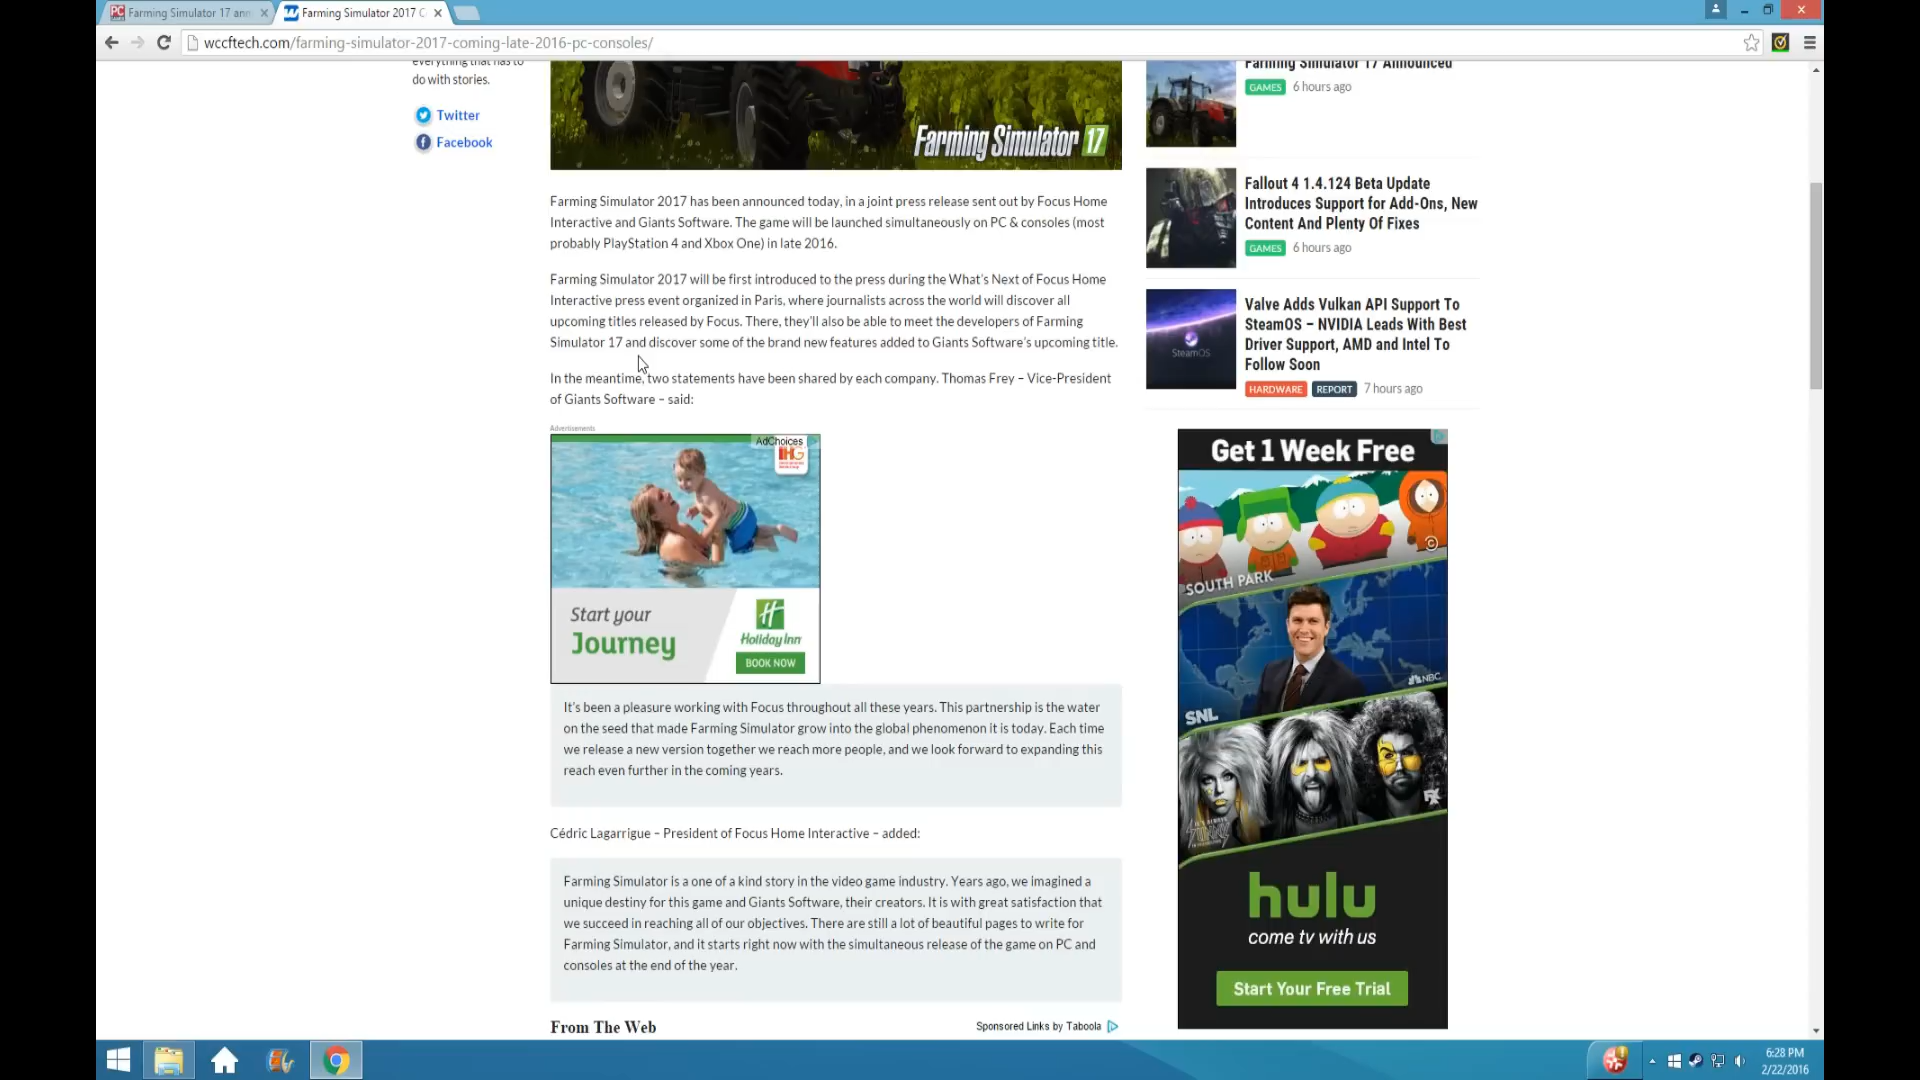 Farming Simulator 17 an
Farming Simulator 2017 C
wccftech.com/farming-simulator-2017-coming-late-2016-pc-consoles/
everything that has to
do with stories.
Twitter
Facebook
Farming Simulator 17
Farming Simulator 2017 has been announced today, in a joint press release sent out by Focus Home
Interactive and Giants Software. The game will be launched simultaneously on PC & consoles (most
probably PlayStation 4 and Xbox One) in late 2016.
Farming Simulator 2017 will be first introduced to the press during the What's Next of Focus Home
Interactive press event organized in Paris, where journalists across the world will discover all
upcoming titles released by Focus. There, they'll also be able to meet the developers of Farming
Simulator 17 and discover some of the brand new features added to Giants Software's upcoming title.
In the meantime, two statements have been shared by each company. Thomas Frey – Vice-President
of Giants Software – said:
Advertisements
AdChoices
IHG
Start your
Journey
H
Holiday Inn
BOOK NOW
It's been a pleasure working with Focus throughout all these years. This partnership is the water
on the seed that made Farming Simulator grow into the global phenomenon it is today. Each time
we release a new version together we reach more people, and we look forward to expanding this
reach even further in the coming years.
Cédric Lagarrigue – President of Focus Home Interactive – added:
Farming Simulator is a one of a kind story in the video game industry. Years ago, we imagined a
unique destiny for this game and Giants Software, their creators. It is with great satisfaction that
we succeed in reaching all of our objectives. There are still a lot of beautiful pages to write for
Farming Simulator, and it starts right now with the simultaneous release of the game on PC and
consoles at the end of the year.
From The Web
Sponsored Links by Taboola
Farming Simulator 17 Announced
GAMES 6 hours ago
Fallout 4 1.4.124 Beta Update
Introduces Support for Add-Ons, New
Content And Plenty Of Fixes
GAMES 6 hours ago
STEAMOS
Valve Adds Vulkan API Support To
SteamOS – NVIDIA Leads With Best
Driver Support, AMD and Intel To
Follow Soon
HARDWARE REPORT 7 hours ago
Get 1 Week Free
SOUTH PARK
NBC
SNL
FX
hulu
come tv with us
Start Your Free Trial
6:28 PM
2/22/2016